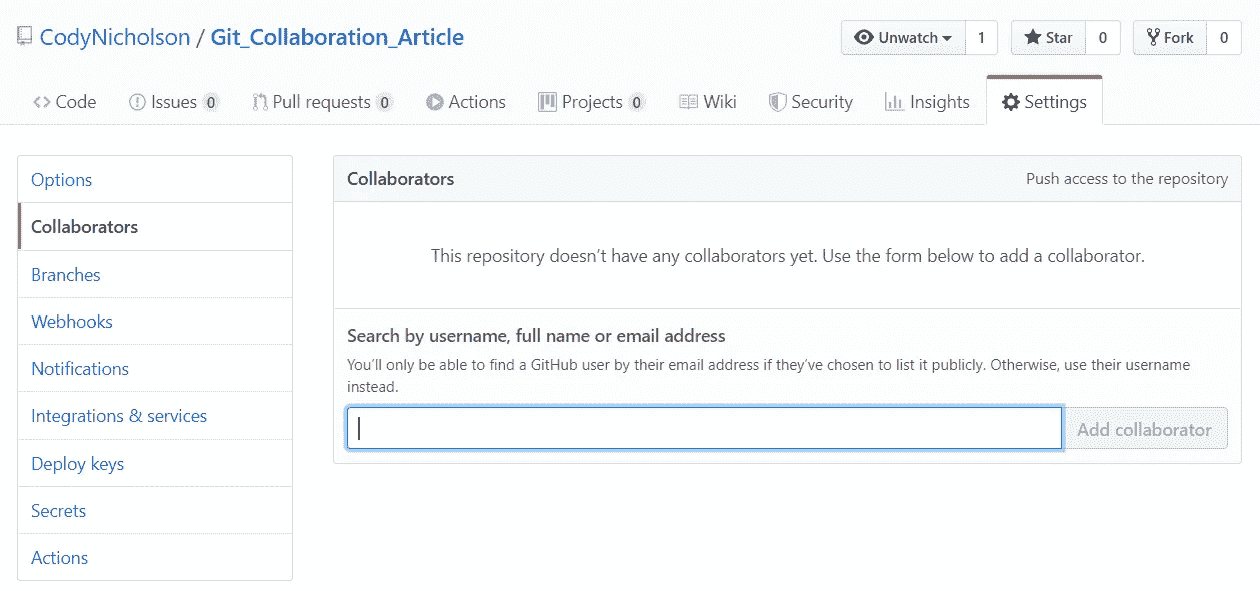 CodyNicholson / Git_Collaboration_Article
Unwatch 1 Star 0 Fork 0
Code Issues 0 Pull requests 0 Actions Projects 0 Wiki Security Insights Settings
Options
Collaborators
Branches
Webhooks
Notifications
Integrations & services
Deploy keys
Secrets
Actions
Collaborators Push access to the repository
This repository doesn't have any collaborators yet. Use the form below to add a collaborator.
Search by username, full name or email address
You'll only be able to find a GitHub user by their email address if they've chosen to list it publicly. Otherwise, use their username
instead.
Add collaborator